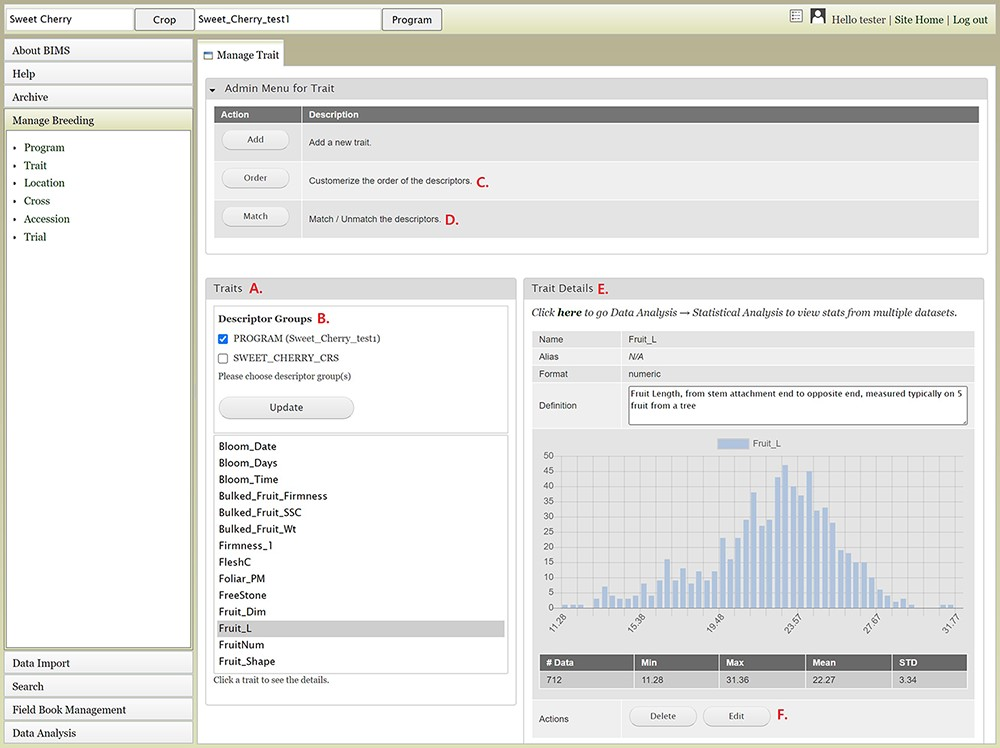 Sweet Cherry Crop Sweet_Cherry_test1 Program Hello tester | Site Home | Log out
About BIMS
Help
Archive
Manage Breeding
Program
Trait
Location
Cross
Accession
Trial
Data Import
Search
Field Book Management
Data Analysis
Manage Trait
Admin Menu for Trait
Action Description
Add Add a new trait.
Order Customerize the order of the descriptors. C.
Match Match / Unmatch the descriptors. D.
Traits A.
Descriptor Groups B.
PROGRAM (Sweet_Cherry_test1)
SWEET_CHERRY_CRS
Please choose descriptor group(s)
Update
Bloom_Date
Bloom_Days
Bloom_Time
Bulked_Fruit_Firmness
Bulked_Fruit_SSC
Bulked_Fruit_Wt
Firmness_1
FleshC
Foliar_PM
FreeStone
Fruit_Dim
Fruit_L
FruitNum
Fruit_Shape
Click a trait to see the details.
Trait Details E.
Click here to go Data Analysis → Statistical Analysis to view stats from multiple datasets.
Name Fruit_L
Alias N/A
Format numeric
Definition Fruit Length, from stem attachment end to opposite end, measured typically on 5
fruit from a tree
Fruit_L
50
45
40
35
30
25
20
15
10
5
0
11.28 15.38 19.48 23.57 27.67 31.77
# Data Min Max Mean STD
712 11.28 31.36 22.27 3.34
Actions Delete Edit F.